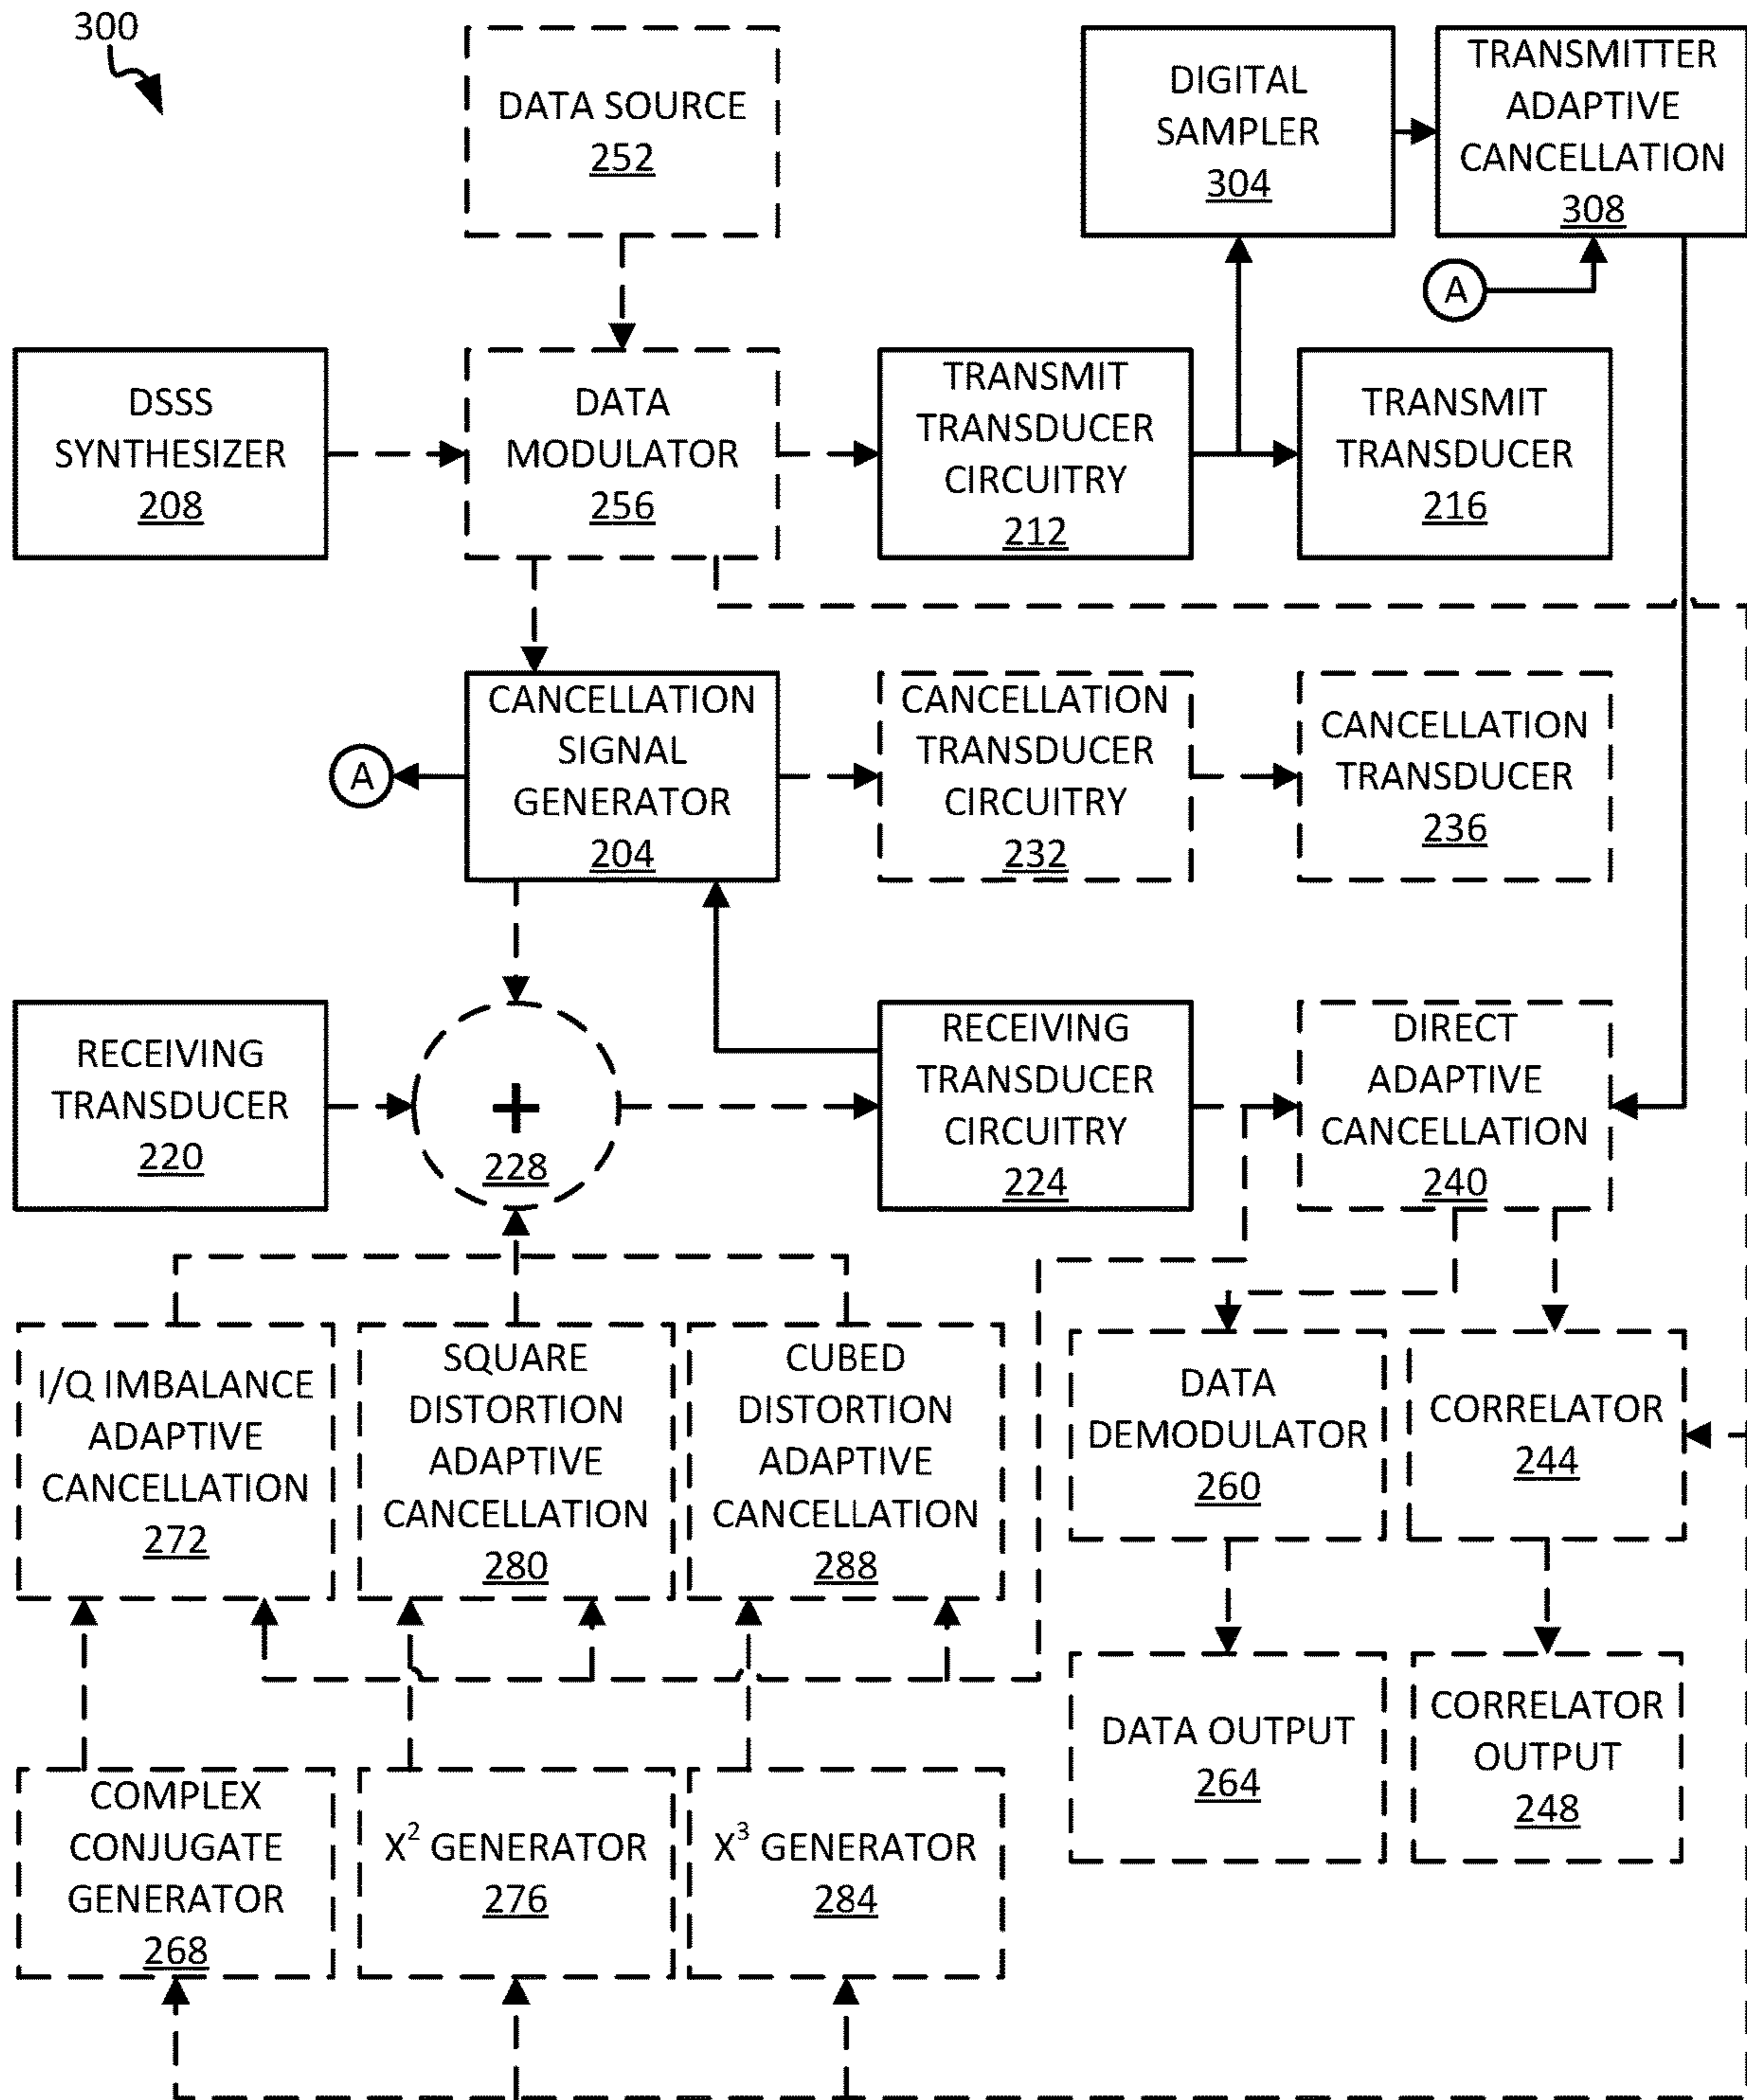 300
DATA SOURCE
252
DIGITAL
SAMPLER
304
TRANSMITTER
ADAPTIVE
CANCELLATION
308
A
DSSS
SYNTHESIZER
208
DATA
MODULATOR
256
TRANSMIT
TRANSDUCER
CIRCUITRY
212
TRANSMIT
TRANSDUCER
216
A
CANCELLATION
SIGNAL
GENERATOR
204
CANCELLATION
TRANSDUCER
CIRCUITRY
232
CANCELLATION
TRANSDUCER
236
RECEIVING
TRANSDUCER
220
+
228
RECEIVING
TRANSDUCER
CIRCUITRY
224
DIRECT
ADAPTIVE
CANCELLATION
240
I/Q IMBALANCE
ADAPTIVE
CANCELLATION
272
SQUARE
DISTORTION
ADAPTIVE
CANCELLATION
280
CUBED
DISTORTION
ADAPTIVE
CANCELLATION
288
DATA
DEMODULATOR
260
CORRELATOR
244
COMPLEX
CONJUGATE
GENERATOR
268
X² GENERATOR
276
X³ GENERATOR
284
DATA OUTPUT
264
CORRELATOR
OUTPUT
248